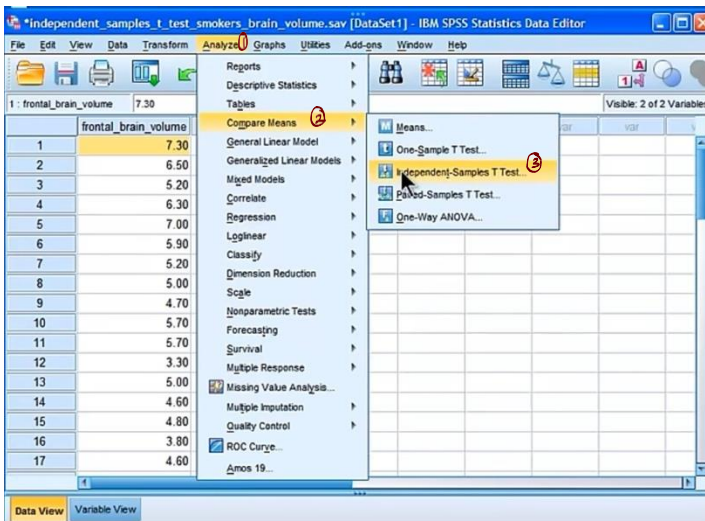 *independent_samples_t_test_smokers_brain_volume.sav [DataSet1] - IBM SPSS Statistics Data Editor
File Edit View Data Transform Analyze ① Graphs Utilities Add-ons Window Help
1 : frontal_brain_volume 7.30 Visible: 2 of 2 Variables
frontal_brain_volume var var
1 7.30
2 6.50
3 5.20
4 6.30
5 7.00
6 5.90
7 5.20
8 5.00
9 4.70
10 5.70
11 5.70
12 3.30
13 5.00
14 4.60
15 4.80
16 3.80
17 4.60
Reports
Descriptive Statistics
Tables
Compare Means ②
General Linear Model
Generalized Linear Models
Mixed Models
Correlate
Regression
Loglinear
Classify
Dimension Reduction
Scale
Nonparametric Tests
Forecasting
Survival
Multiple Response
Missing Value Analysis...
Multiple Imputation
Quality Control
ROC Curve...
Amos 19...
Means...
One-Sample T Test...
Independent-Samples T Test... ③
Paired-Samples T Test...
One-Way ANOVA...
Data View Variable View